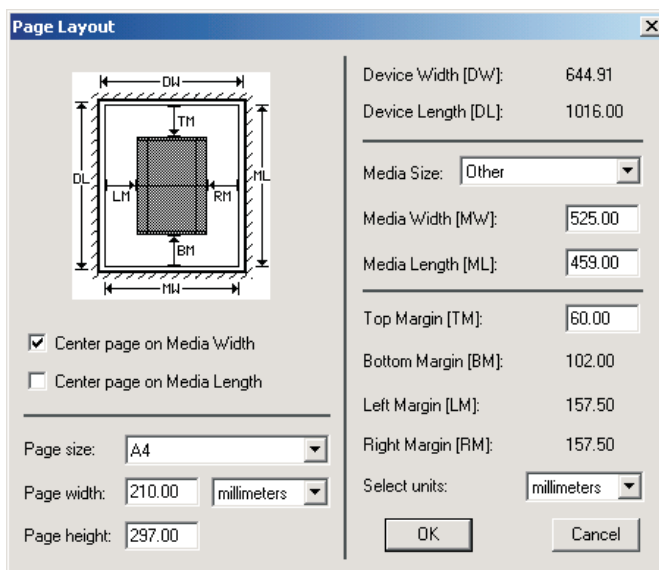 Page Layout
DW
TM
DL
ML
LM
RM
BM
MW
Center page on Media Width
Center page on Media Length
Page size: A4
Page width: 210.00 millimeters
Page height: 297.00
Device Width [DW]: 644.91
Device Length [DL]: 1016.00
Media Size: Other
Media Width [MW]: 525.00
Media Length [ML]: 459.00
Top Margin [TM]: 60.00
Bottom Margin [BM]: 102.00
Left Margin [LM]: 157.50
Right Margin [RM]: 157.50
Select units: millimeters
OK Cancel